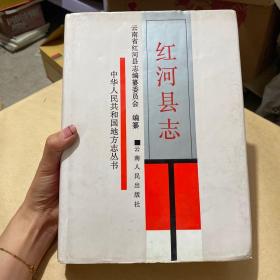 红河县志
云南省红河县志编纂委员会 编纂
云南人民出版社
中华人民共和国地方志丛书